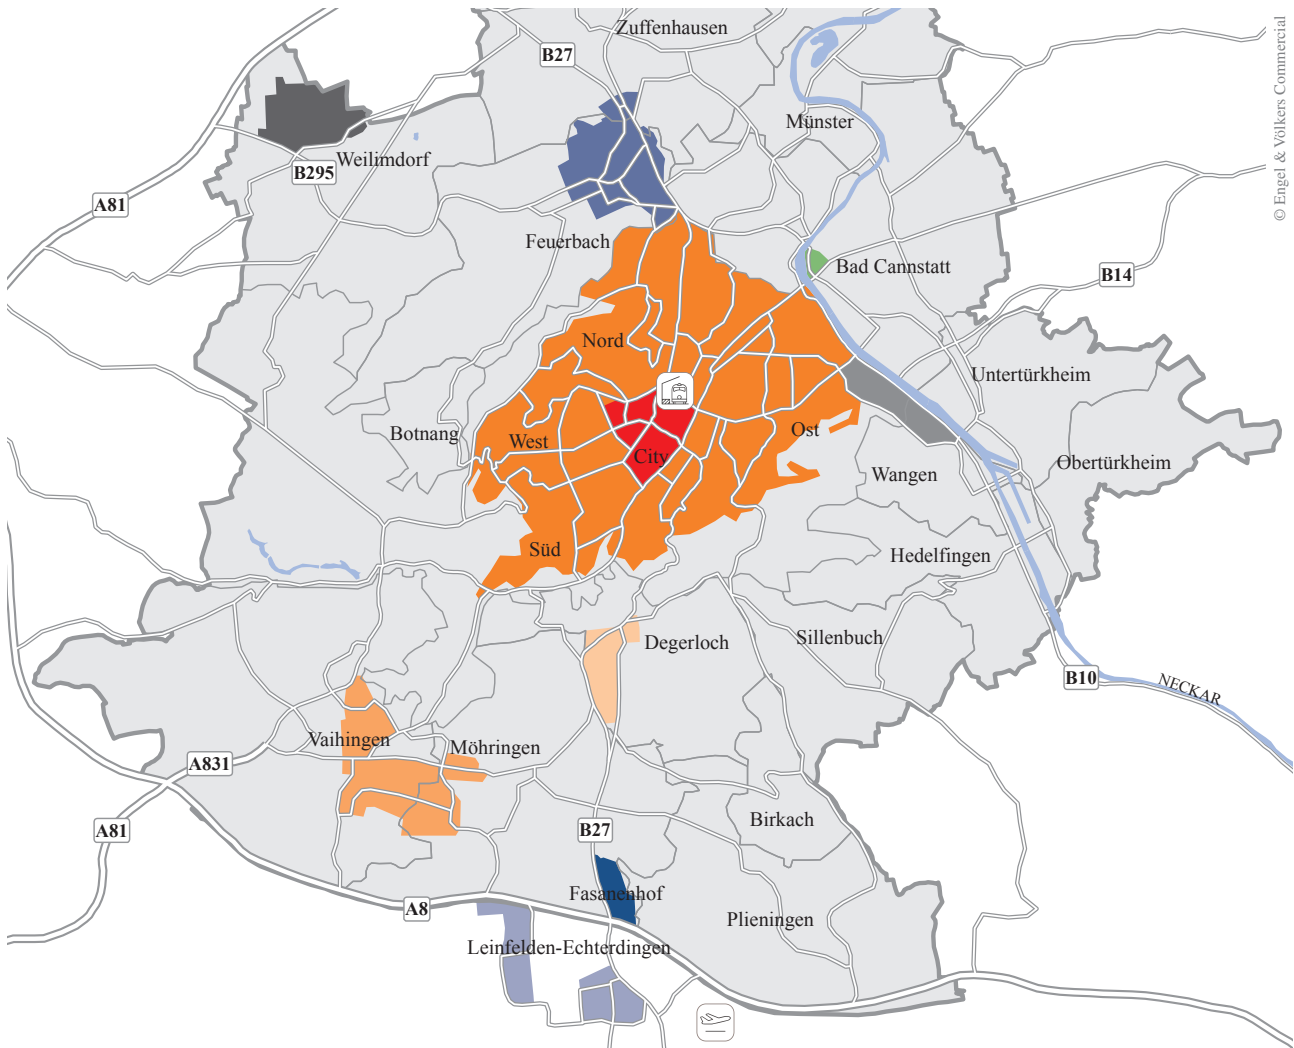 Zuffenhausen
B27
© Engel & Völkers Commercial
Münster
Weilimdorf
B295
A81
Feuerbach
Bad Cannstatt
B14
Nord
Untertürkheim
Botnang
West
Ost
City
Obertürkheim
Wangen
Süd
Hedelfingen
Degerloch
Sillenbuch
B10
NECKAR
Vaihingen
Möhringen
A831
Birkach
A81
B27
Fasanenhof
A8
Plieningen
Leinfelden-Echterdingen